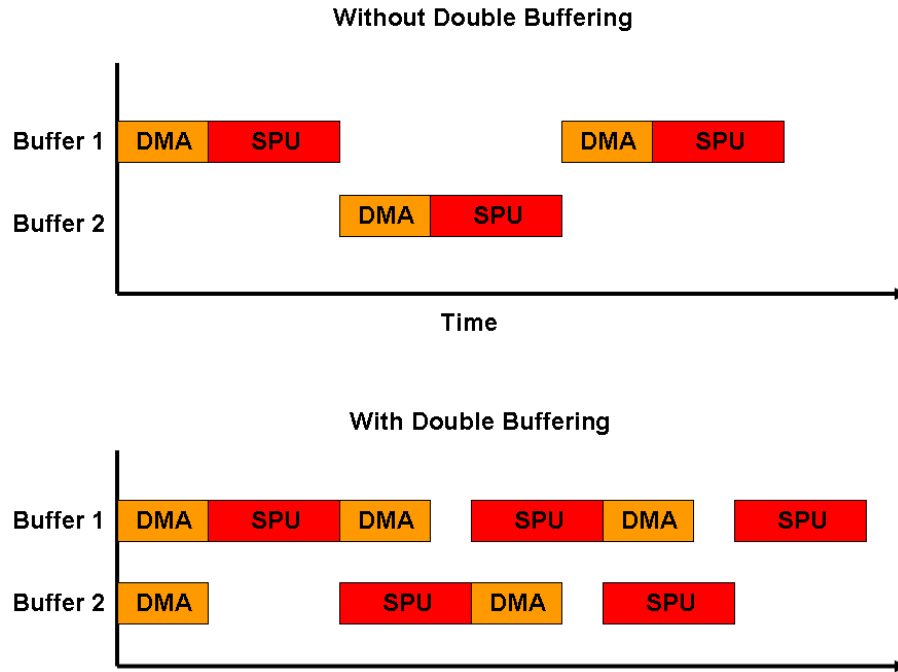 Without Double Buffering
Buffer 1 DMA SPU DMA SPU
Buffer 2 DMA SPU
Time
With Double Buffering
Buffer 1 DMA SPU DMA SPU DMA SPU
Buffer 2 DMA SPU DMA SPU